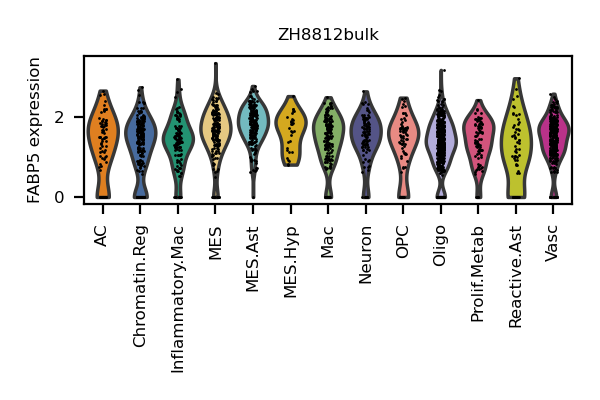 ZH8812bulk
FABP5 expression
2
0
AC
Chromatin.Reg
Inflammatory.Mac
MES
MES.Ast
MES.Hyp
Mac
Neuron
OPC
Oligo
Prolif.Metab
Reactive.Ast
Vasc